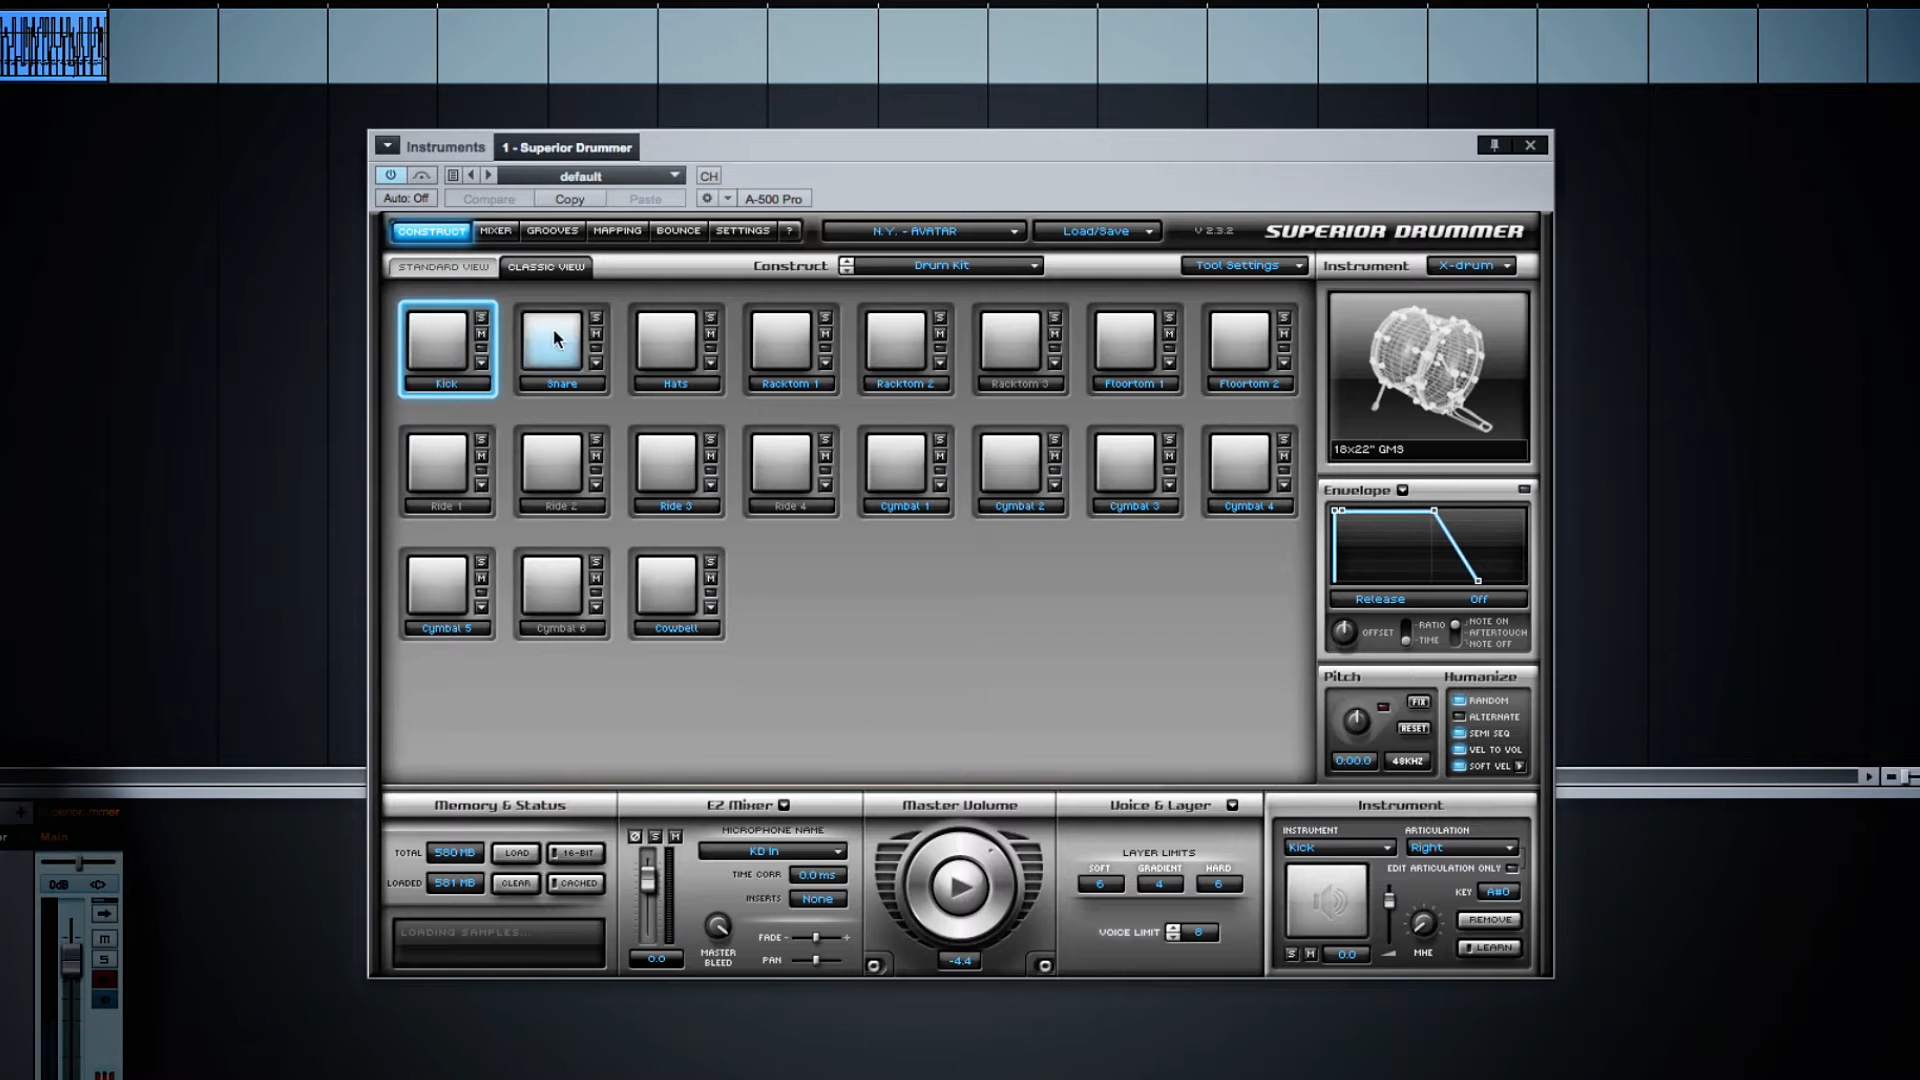 Instruments
1 - Superior Drummer
default
CH
Auto: Off
Compare
Copy
Paste
A-500 Pro
CONSTRUCT
MIXER
GROOVES
MAPPING
BOUNCE
SETTINGS
?
N.Y. - AVATAR
Load/Save
V 2.3.2
SUPERIOR DRUMMER
STANDARD VIEW
CLASSIC VIEW
Construct
Drum Kit
Tool Settings
Instrument
X-drum
S S S S S S S S
M M M M M M M M
Kick
Snare
Hats
Racktom 1
Racktom 2
Racktom 3
Floortom 1
Floortom 2
18x22" GMS
S S S S S S S S
M M M M M M M M
Ride 1
Ride 2
Ride 3
Ride 4
Cymbal 1
Cymbal 2
Cymbal 3
Cymbal 4
Envelope
Release
Off
OFFSET
RATIO
TIME
NOTE ON
AFTERTOUCH
NOTE OFF
S S S
M M M
Cymbal 5
Cymbal 6
Cowbell
Pitch
FIX
RESET
0:00.0
48KHZ
Humanize
RANDOM
ALTERNATE
SEMI SEQ
VEL TO VOL
SOFT VEL
Memory & Status
TOTAL
580 MB
LOAD
16-BIT
LOADED
581 MB
CLEAR
CACHED
LOADING SAMPLES...
EZ Mixer
S M
MICROPHONE NAME
KD In
TIME CORR
0.0 ms
INSERTS
None
FADE - +
PAN
MASTER
BLEED
0.0
Master Volume
-4.4
Voice & Layer
LAYER LIMITS
SOFT
GRADIENT
HARD
6
4
6
VOICE LIMIT
8
Instrument
INSTRUMENT
ARTICULATION
Kick
Right
EDIT ARTICULATION ONLY
KEY
A#0
REMOVE
LEARN
S M
0.0
MHE
Main
0dB
<C>
M
S